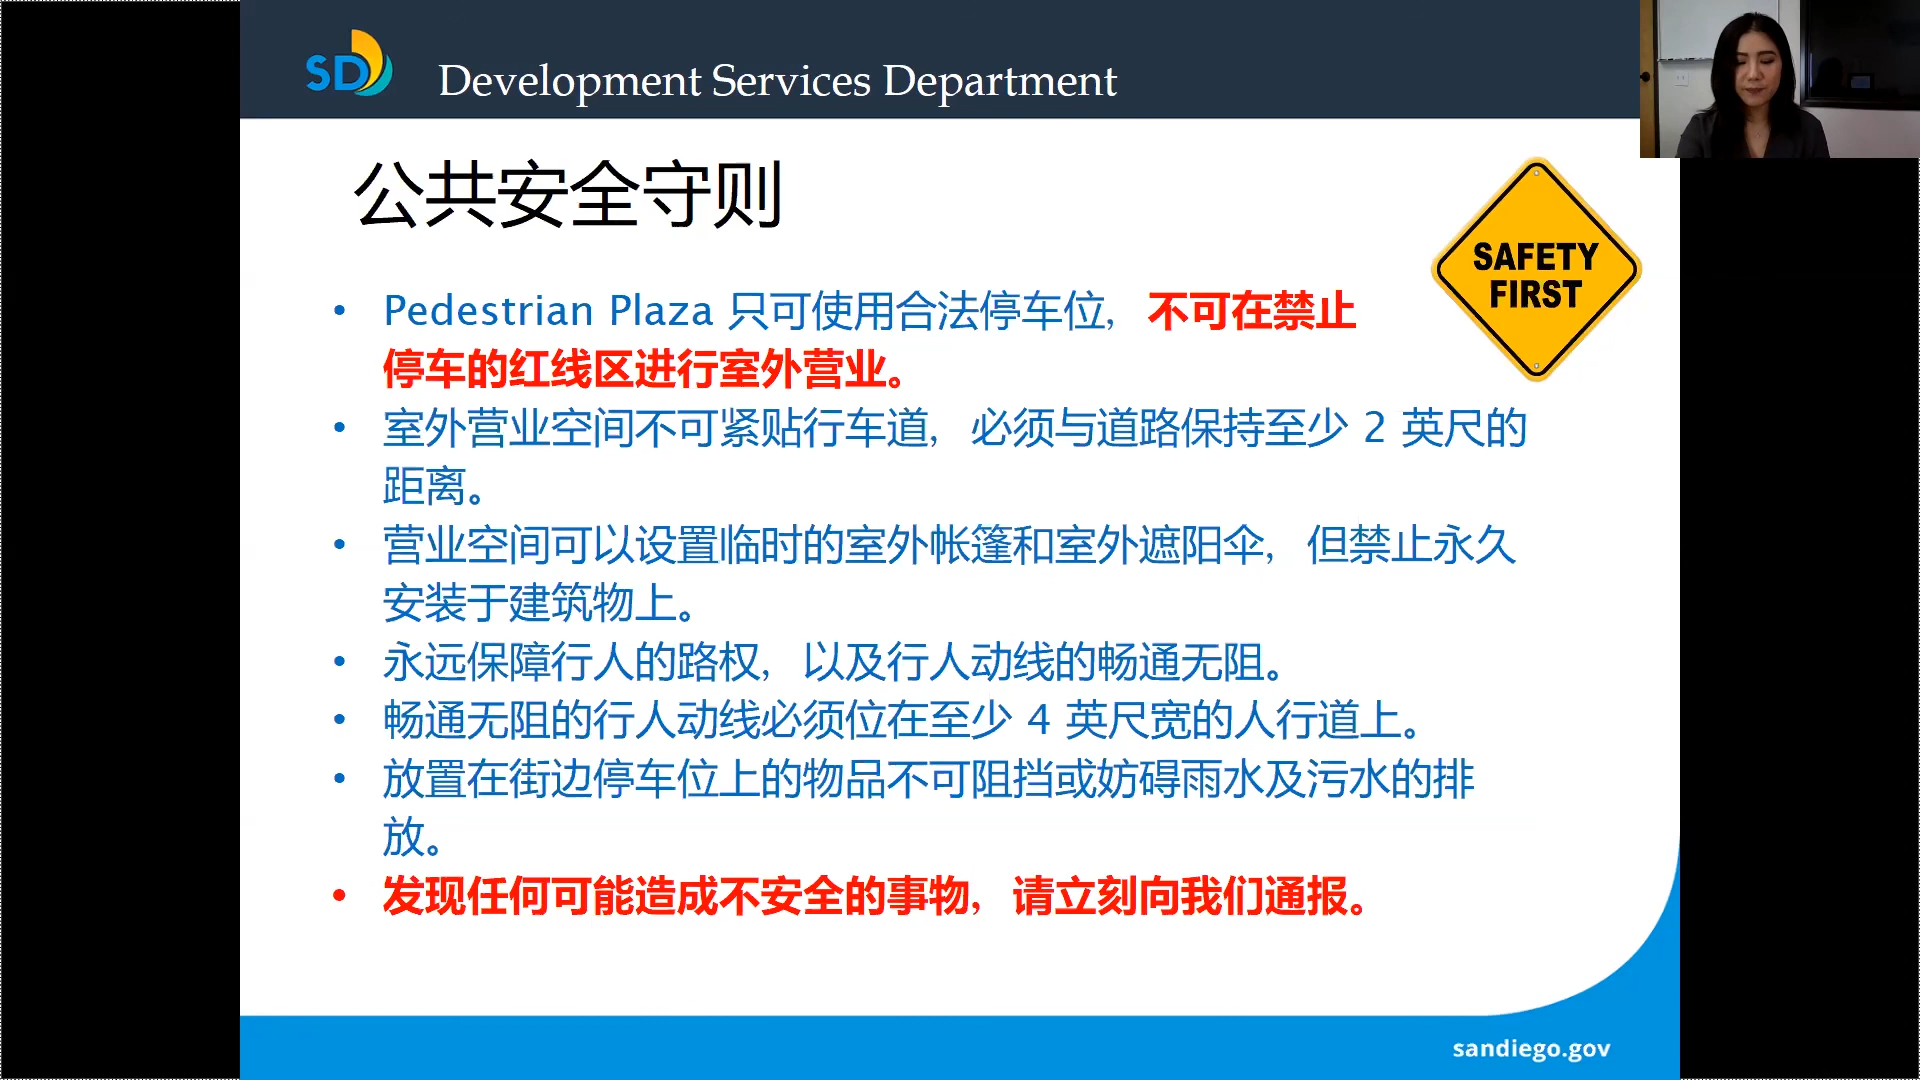 SD
Development Services Department
公共安全守则
SAFETY
FIRST
• Pedestrian Plaza 只可使用合法停车位，不可在禁止
停车的红线区进行室外营业。
• 室外营业空间不可紧贴行车道，必须与道路保持至少 2 英尺的
距离。
• 营业空间可以设置临时的室外帐篷和室外遮阳伞，但禁止永久
安装于建筑物上。
• 永远保障行人的路权，以及行人动线的畅通无阻。
• 畅通无阻的行人动线必须位在至少 4 英尺宽的人行道上。
• 放置在街边停车位上的物品不可阻挡或妨碍雨水及污水的排
放。
• 发现任何可能造成不安全的事物，请立刻向我们通报。
sandiego.gov